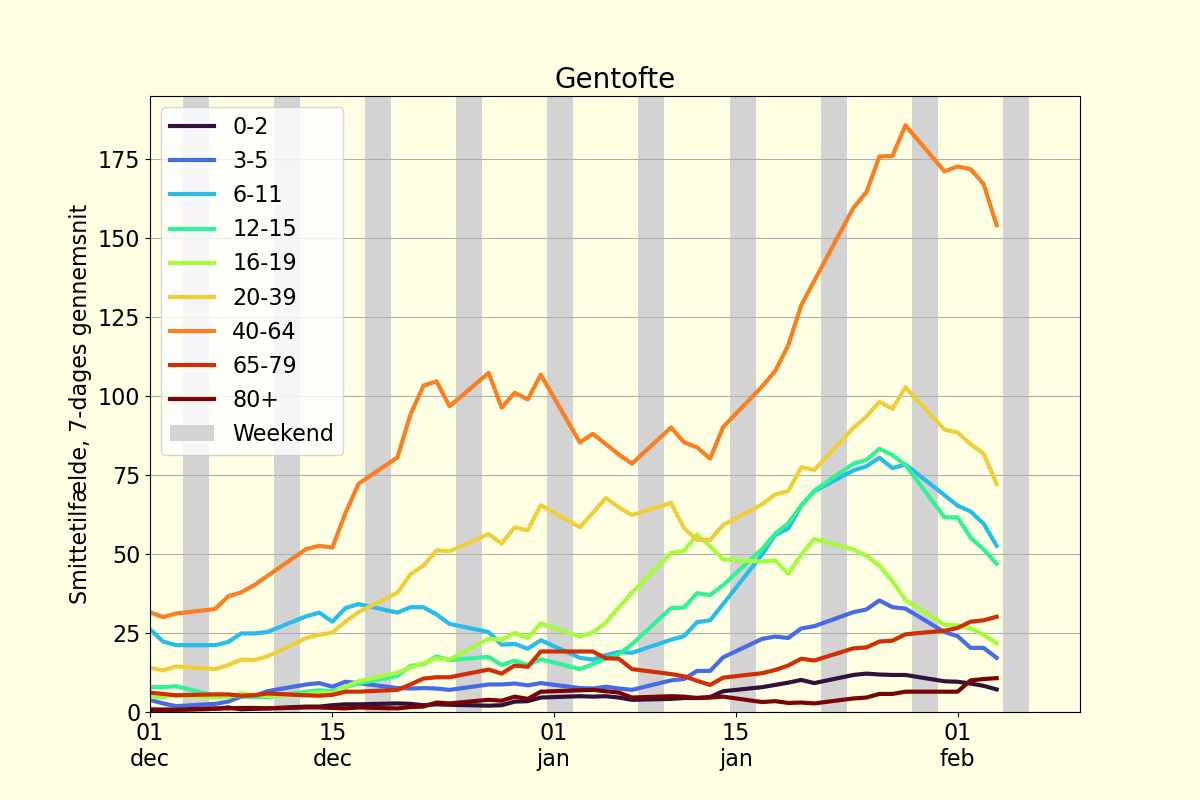 Gentofte
Smittetilfælde, 7-dages gennemsnit
175
150
125
100
75
50
25
0
0-2
3-5
6-11
12-15
16-19
20-39
40-64
65-79
80+
Weekend
01
dec
15
dec
01
jan
15
jan
01
feb